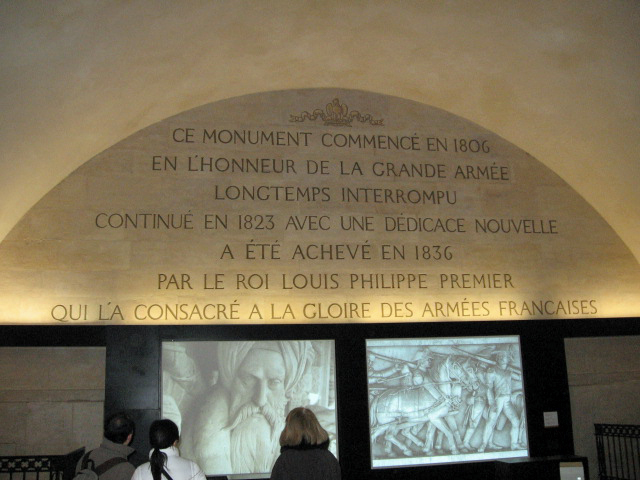 CE MONUMENT COMMENCÉ EN 1806
EN L'HONNEUR DE LA GRANDE ARMÉE
LONGTEMPS INTERROMPU
CONTINUÉ EN 1823 AVEC UNE DÉDICACE NOUVELLE
A ÉTÉ ACHEVÉ EN 1836
PAR LE ROI LOUIS PHILIPPE PREMIER
QUI L'A CONSACRÉ A LA GLOIRE DES ARMÉES FRANÇAISES